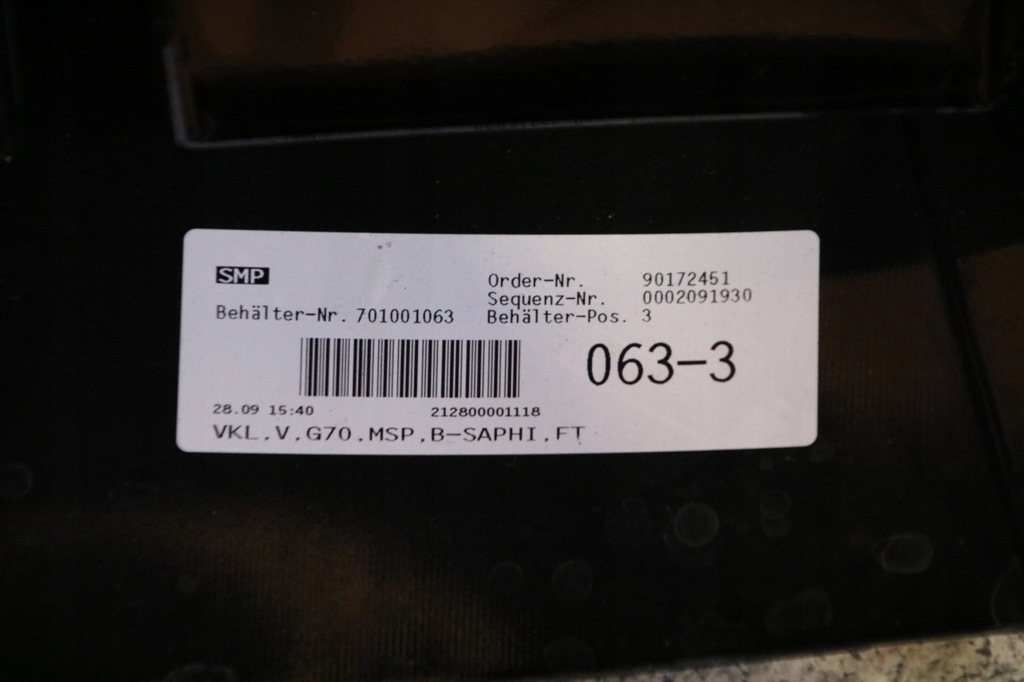 SMP
Order-Nr. 90172451
Sequenz-Nr. 0002091930
Behälter-Nr. 701001063 Behälter-Pos. 3
063-3
28.09 15:40 212800001118
VKL,V,G70,MSP,B-SAPHI,FT